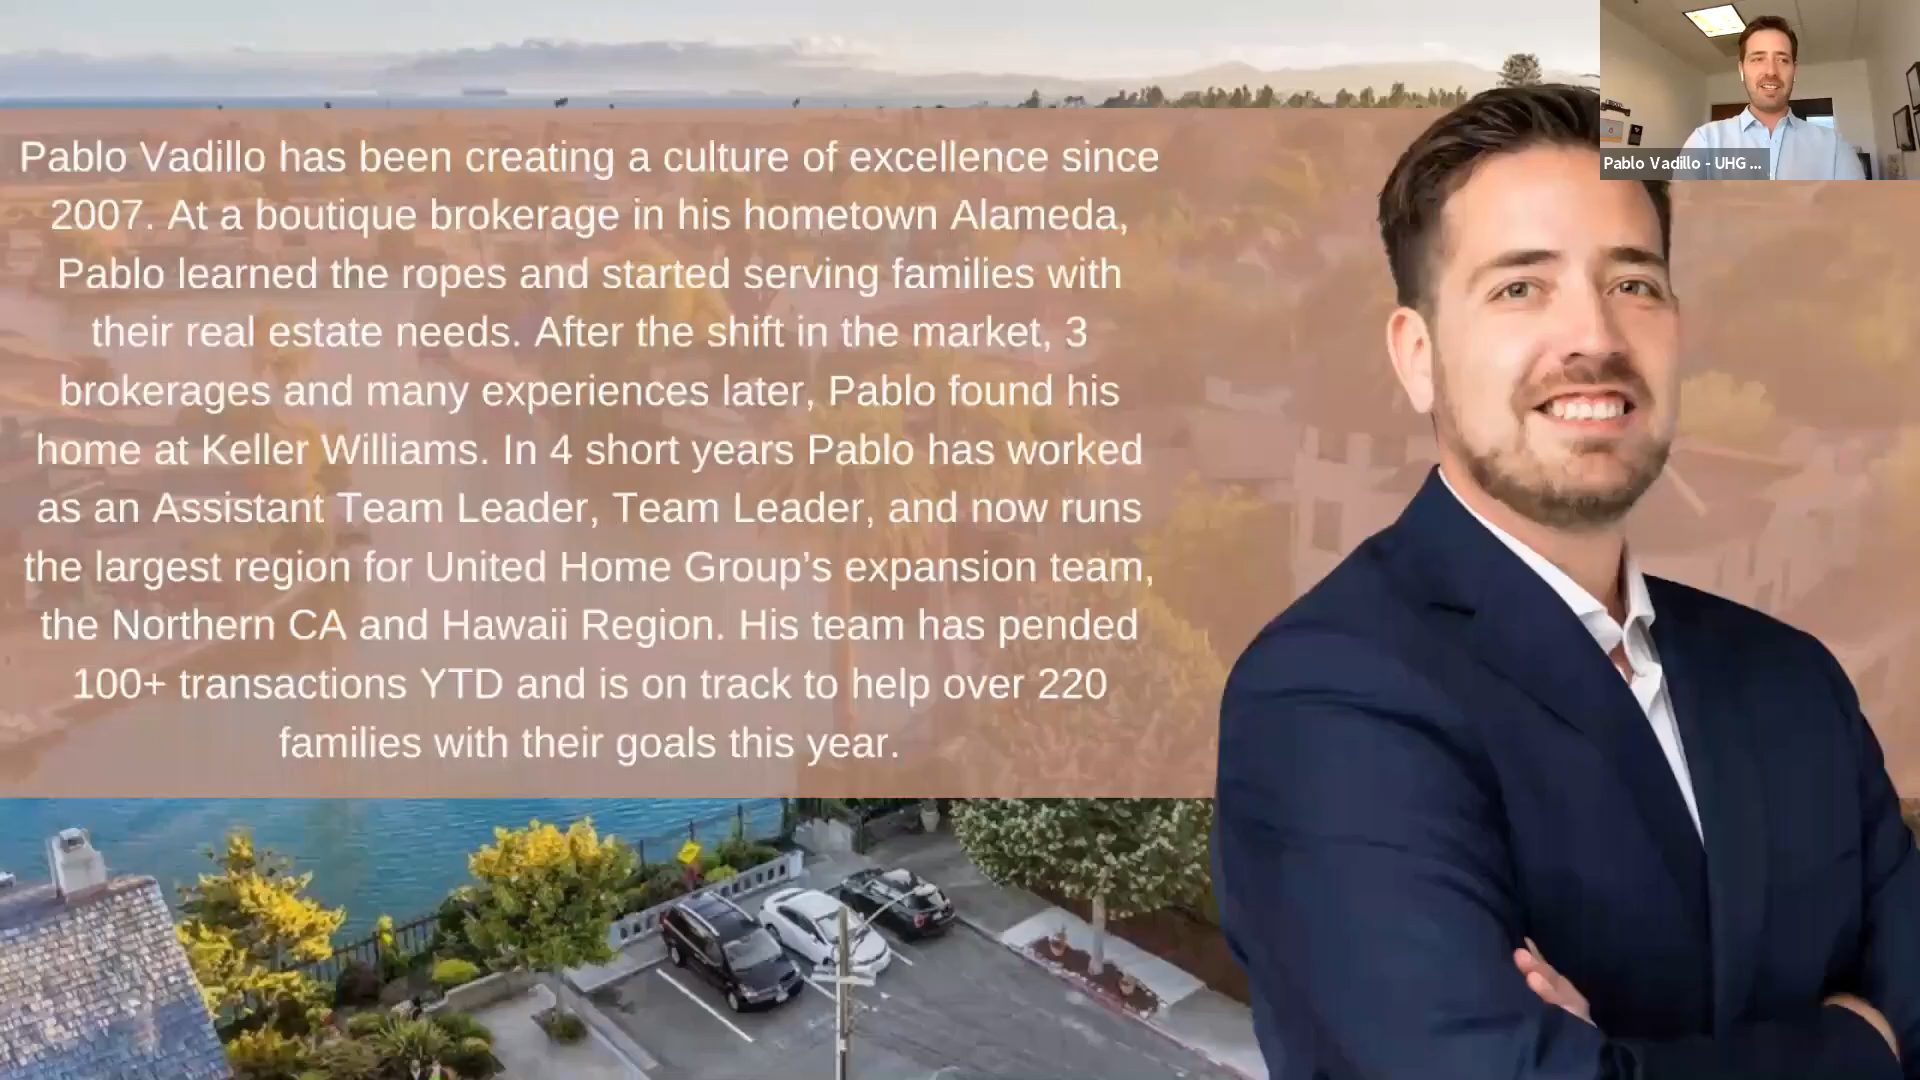 Pablo Vadillo has been creating a culture of excellence since
2007. At a boutique brokerage in his hometown Alameda,
Pablo learned the ropes and started serving families with
their real estate needs. After the shift in the market, 3
brokerages and many experiences later, Pablo found his
home at Keller Williams. In 4 short years Pablo has worked
as an Assistant Team Leader, Team Leader, and now runs
the largest region for United Home Group’s expansion team,
the Northern CA and Hawaii Region. His team has pended
100+ transactions YTD and is on track to help over 220
families with their goals this year.
Pablo Vadillo - UHG ...